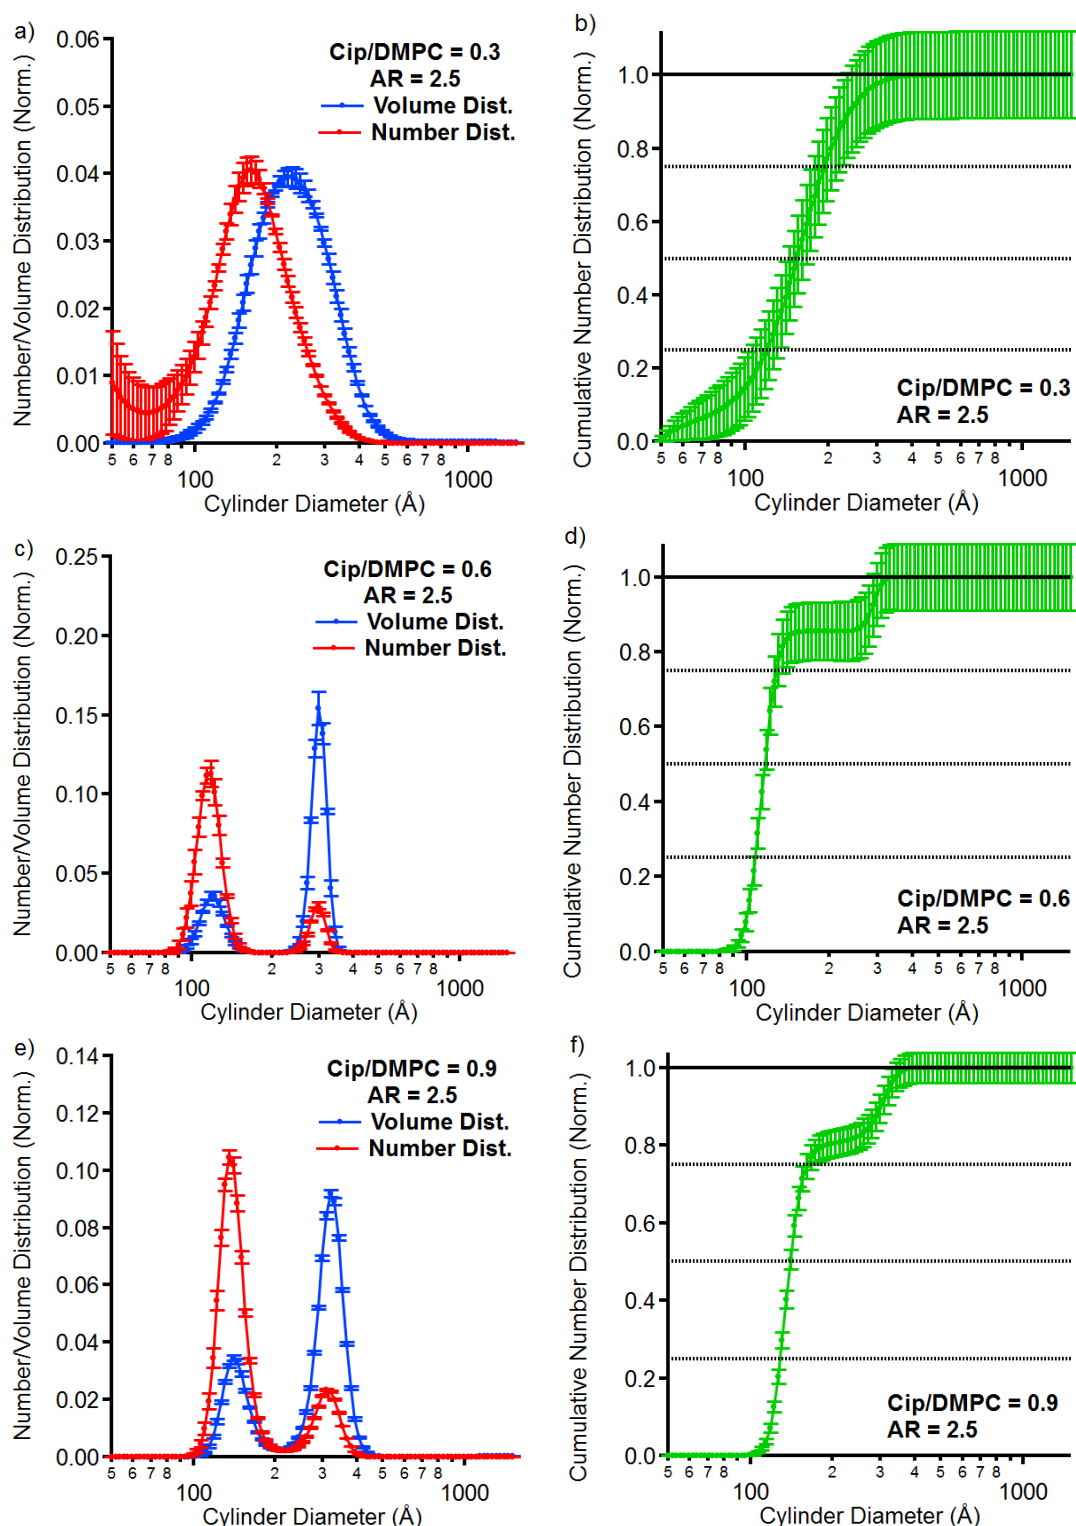 a)
Number/Volume Distribution (Norm.)
0.06
0.05
0.04
0.03
0.02
0.01
0.00
Cip/DMPC = 0.3
AR = 2.5
Volume Dist.
Number Dist.
5 6 7 8 2 3 4 5 6 7 8
100 1000
Cylinder Diameter (Å)
b)
Cumulative Number Distribution (Norm.)
1.0
0.8
0.6
0.4
0.2
0.0
Cip/DMPC = 0.3
AR = 2.5
5 6 7 8 2 3 4 5 6 7 8
100 1000
Cylinder Diameter (Å)
c)
Number/Volume Distribution (Norm.)
0.25
0.20
0.15
0.10
0.05
0.00
Cip/DMPC = 0.6
AR = 2.5
Volume Dist.
Number Dist.
5 6 7 8 2 3 4 5 6 7 8
100 1000
Cylinder Diameter (Å)
d)
Cumulative Number Distribution (Norm.)
1.0
0.8
0.6
0.4
0.2
0.0
Cip/DMPC = 0.6
AR = 2.5
5 6 7 8 2 3 4 5 6 7 8
100 1000
Cylinder Diameter (Å)
e)
Number/Volume Distribution (Norm.)
0.14
0.12
0.10
0.08
0.06
0.04
0.02
0.00
Cip/DMPC = 0.9
AR = 2.5
Volume Dist.
Number Dist.
5 6 7 8 2 3 4 5 6 7 8
100 1000
Cylinder Diameter (Å)
f)
Cumulative Number Distribution (Norm.)
1.0
0.8
0.6
0.4
0.2
0.0
Cip/DMPC = 0.9
AR = 2.5
5 6 7 8 2 3 4 5 6 7 8
100 1000
Cylinder Diameter (Å)